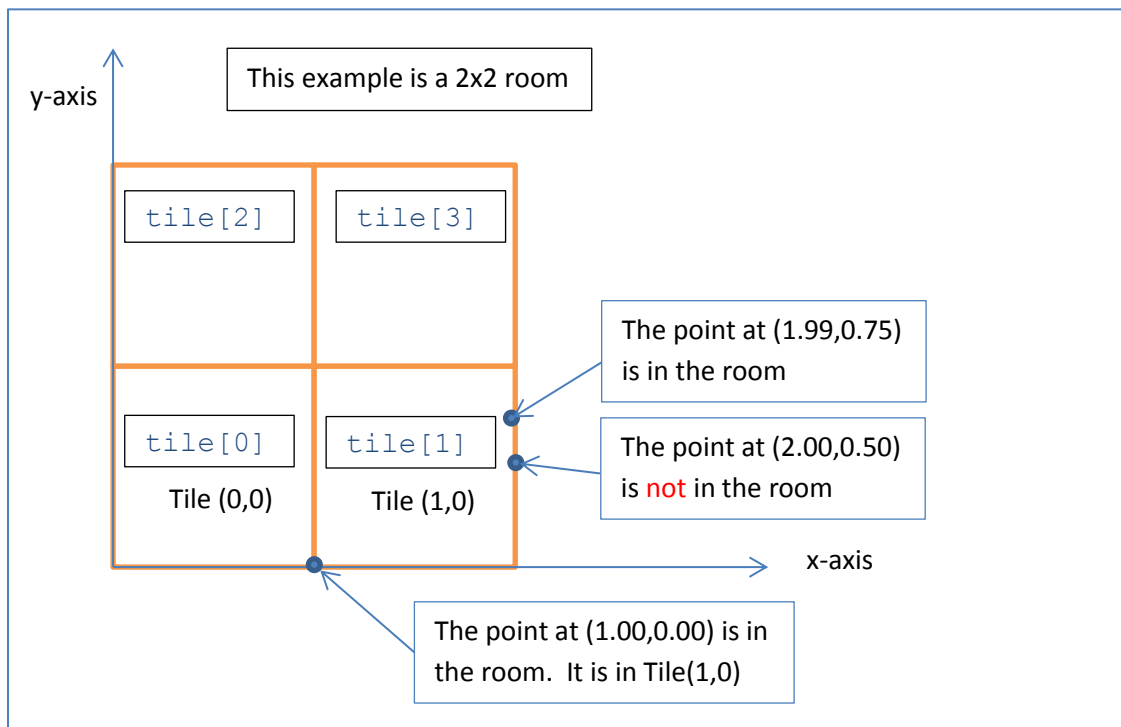 This example is a 2x2 room
y-axis
tile[2]
tile[3]
The point at (1.99,0.75)
is in the room
tile[0]
tile[1]
The point at (2.00,0.50)
is not in the room
Tile (0,0)
Tile (1,0)
x-axis
The point at (1.00,0.00) is in
the room.  It is in Tile(1,0)